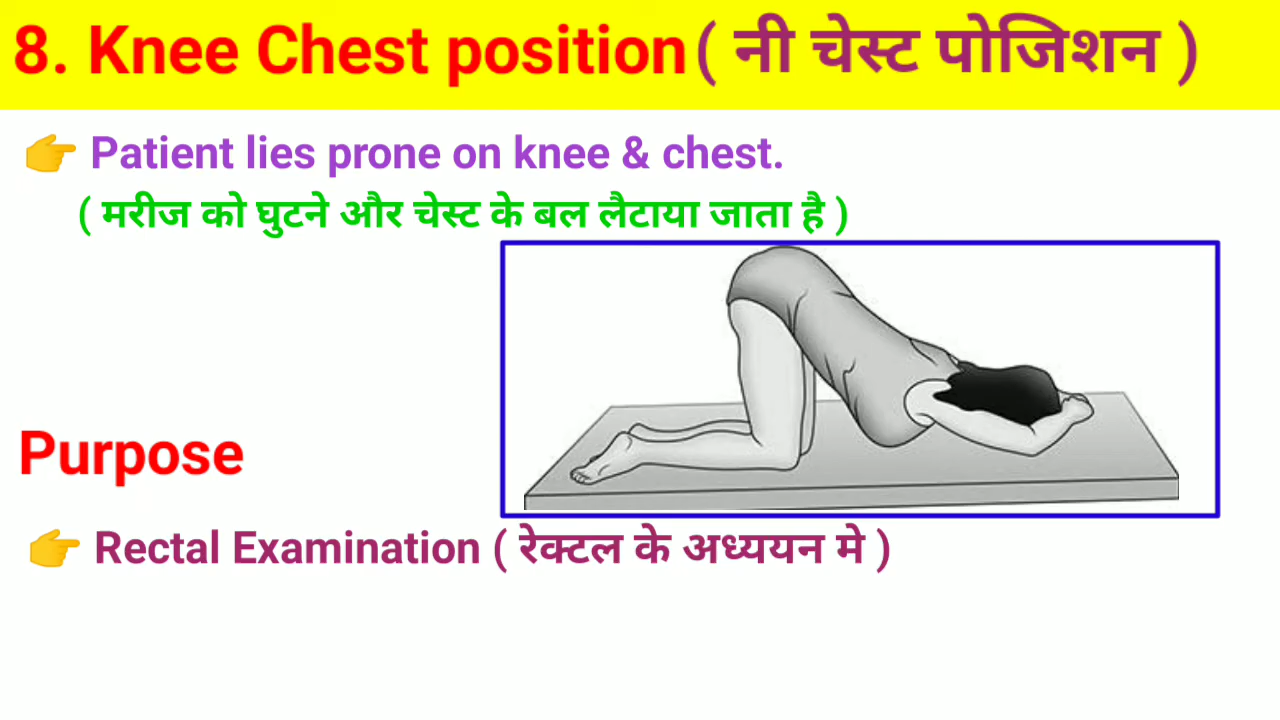 8. Knee Chest position ( नी चेस्ट पोजिशन )
👉 Patient lies prone on knee & chest.
( मरीज को घुटने और चेस्ट के बल लैटाया जाता है )
Purpose
👉 Rectal Examination ( रेक्टल के अध्ययन मे )